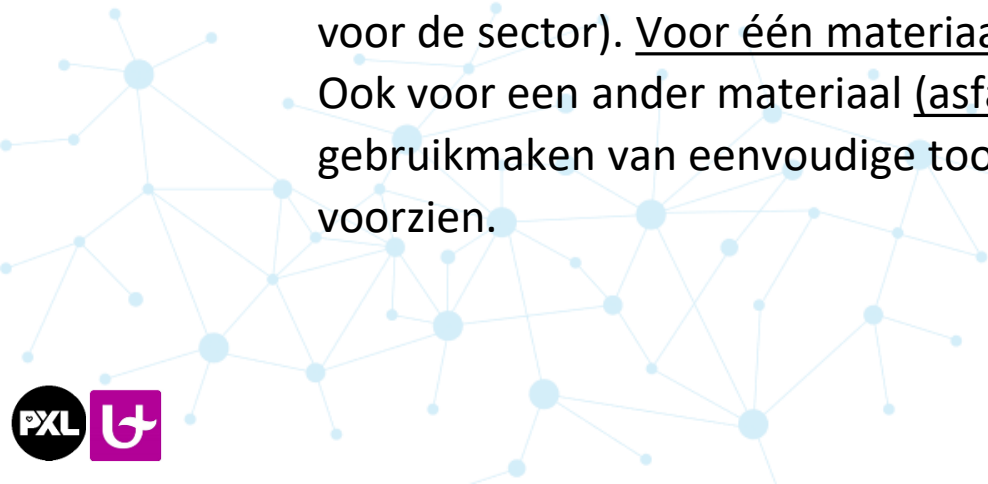 voor de sector). Voor één materiaa
Ook voor een ander materiaal (asfa
gebruikmaken van eenvoudige too
voorzien.
PXL